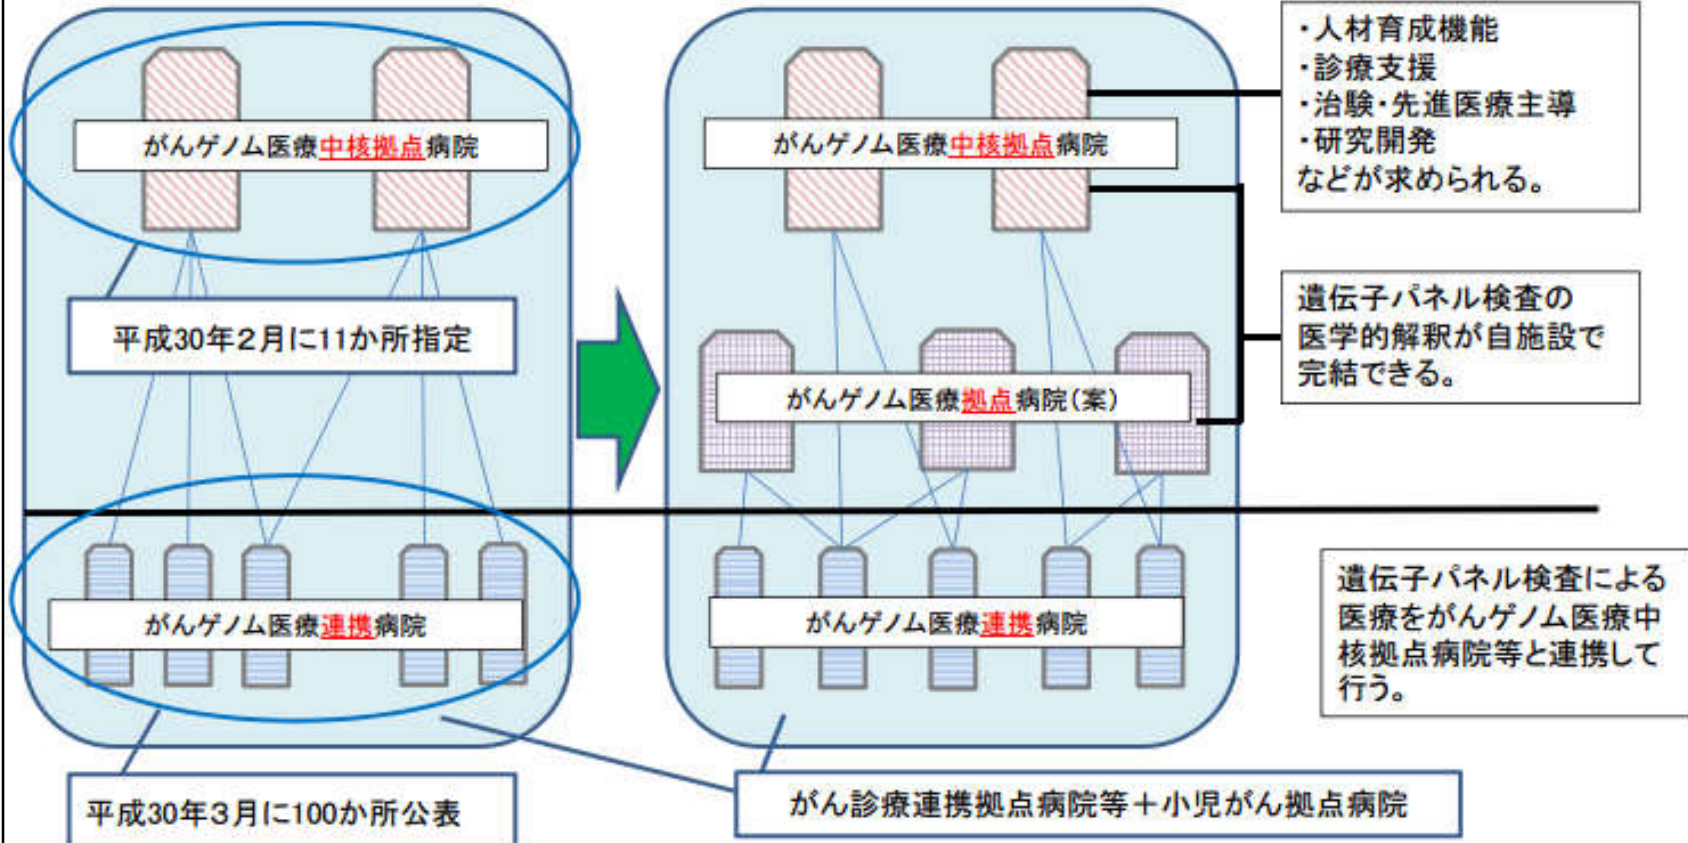 がんゲノム医療中核拠点病院
平成30年2月に11か所指定
がんゲノム医療連携病院
平成30年3月に100か所公表
がんゲノム医療中核拠点病院
がんゲノム医療拠点病院(案)
がんゲノム医療連携病院
がん診療連携拠点病院等+小児がん拠点病院
・人材育成機能
・診療支援
・治験・先進医療主導
・研究開発
などが求められる。
遺伝子パネル検査の
医学的解釈が自施設で
完結できる。
遺伝子パネル検査による
医療をがんゲノム医療中
核拠点病院等と連携して
行う。